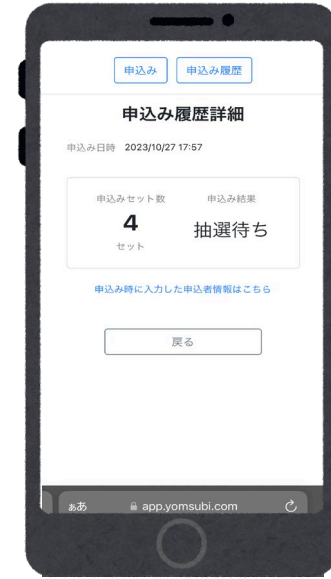 申込み 申込み履歴
申込み履歴詳細
申込み日時 2023/10/27 17:57
申込みセット数 申込み結果
4 抽選待ち
セット
申込み時に入力した申込者情報はこちら
戻る
ぁあ app.yomsubi.com